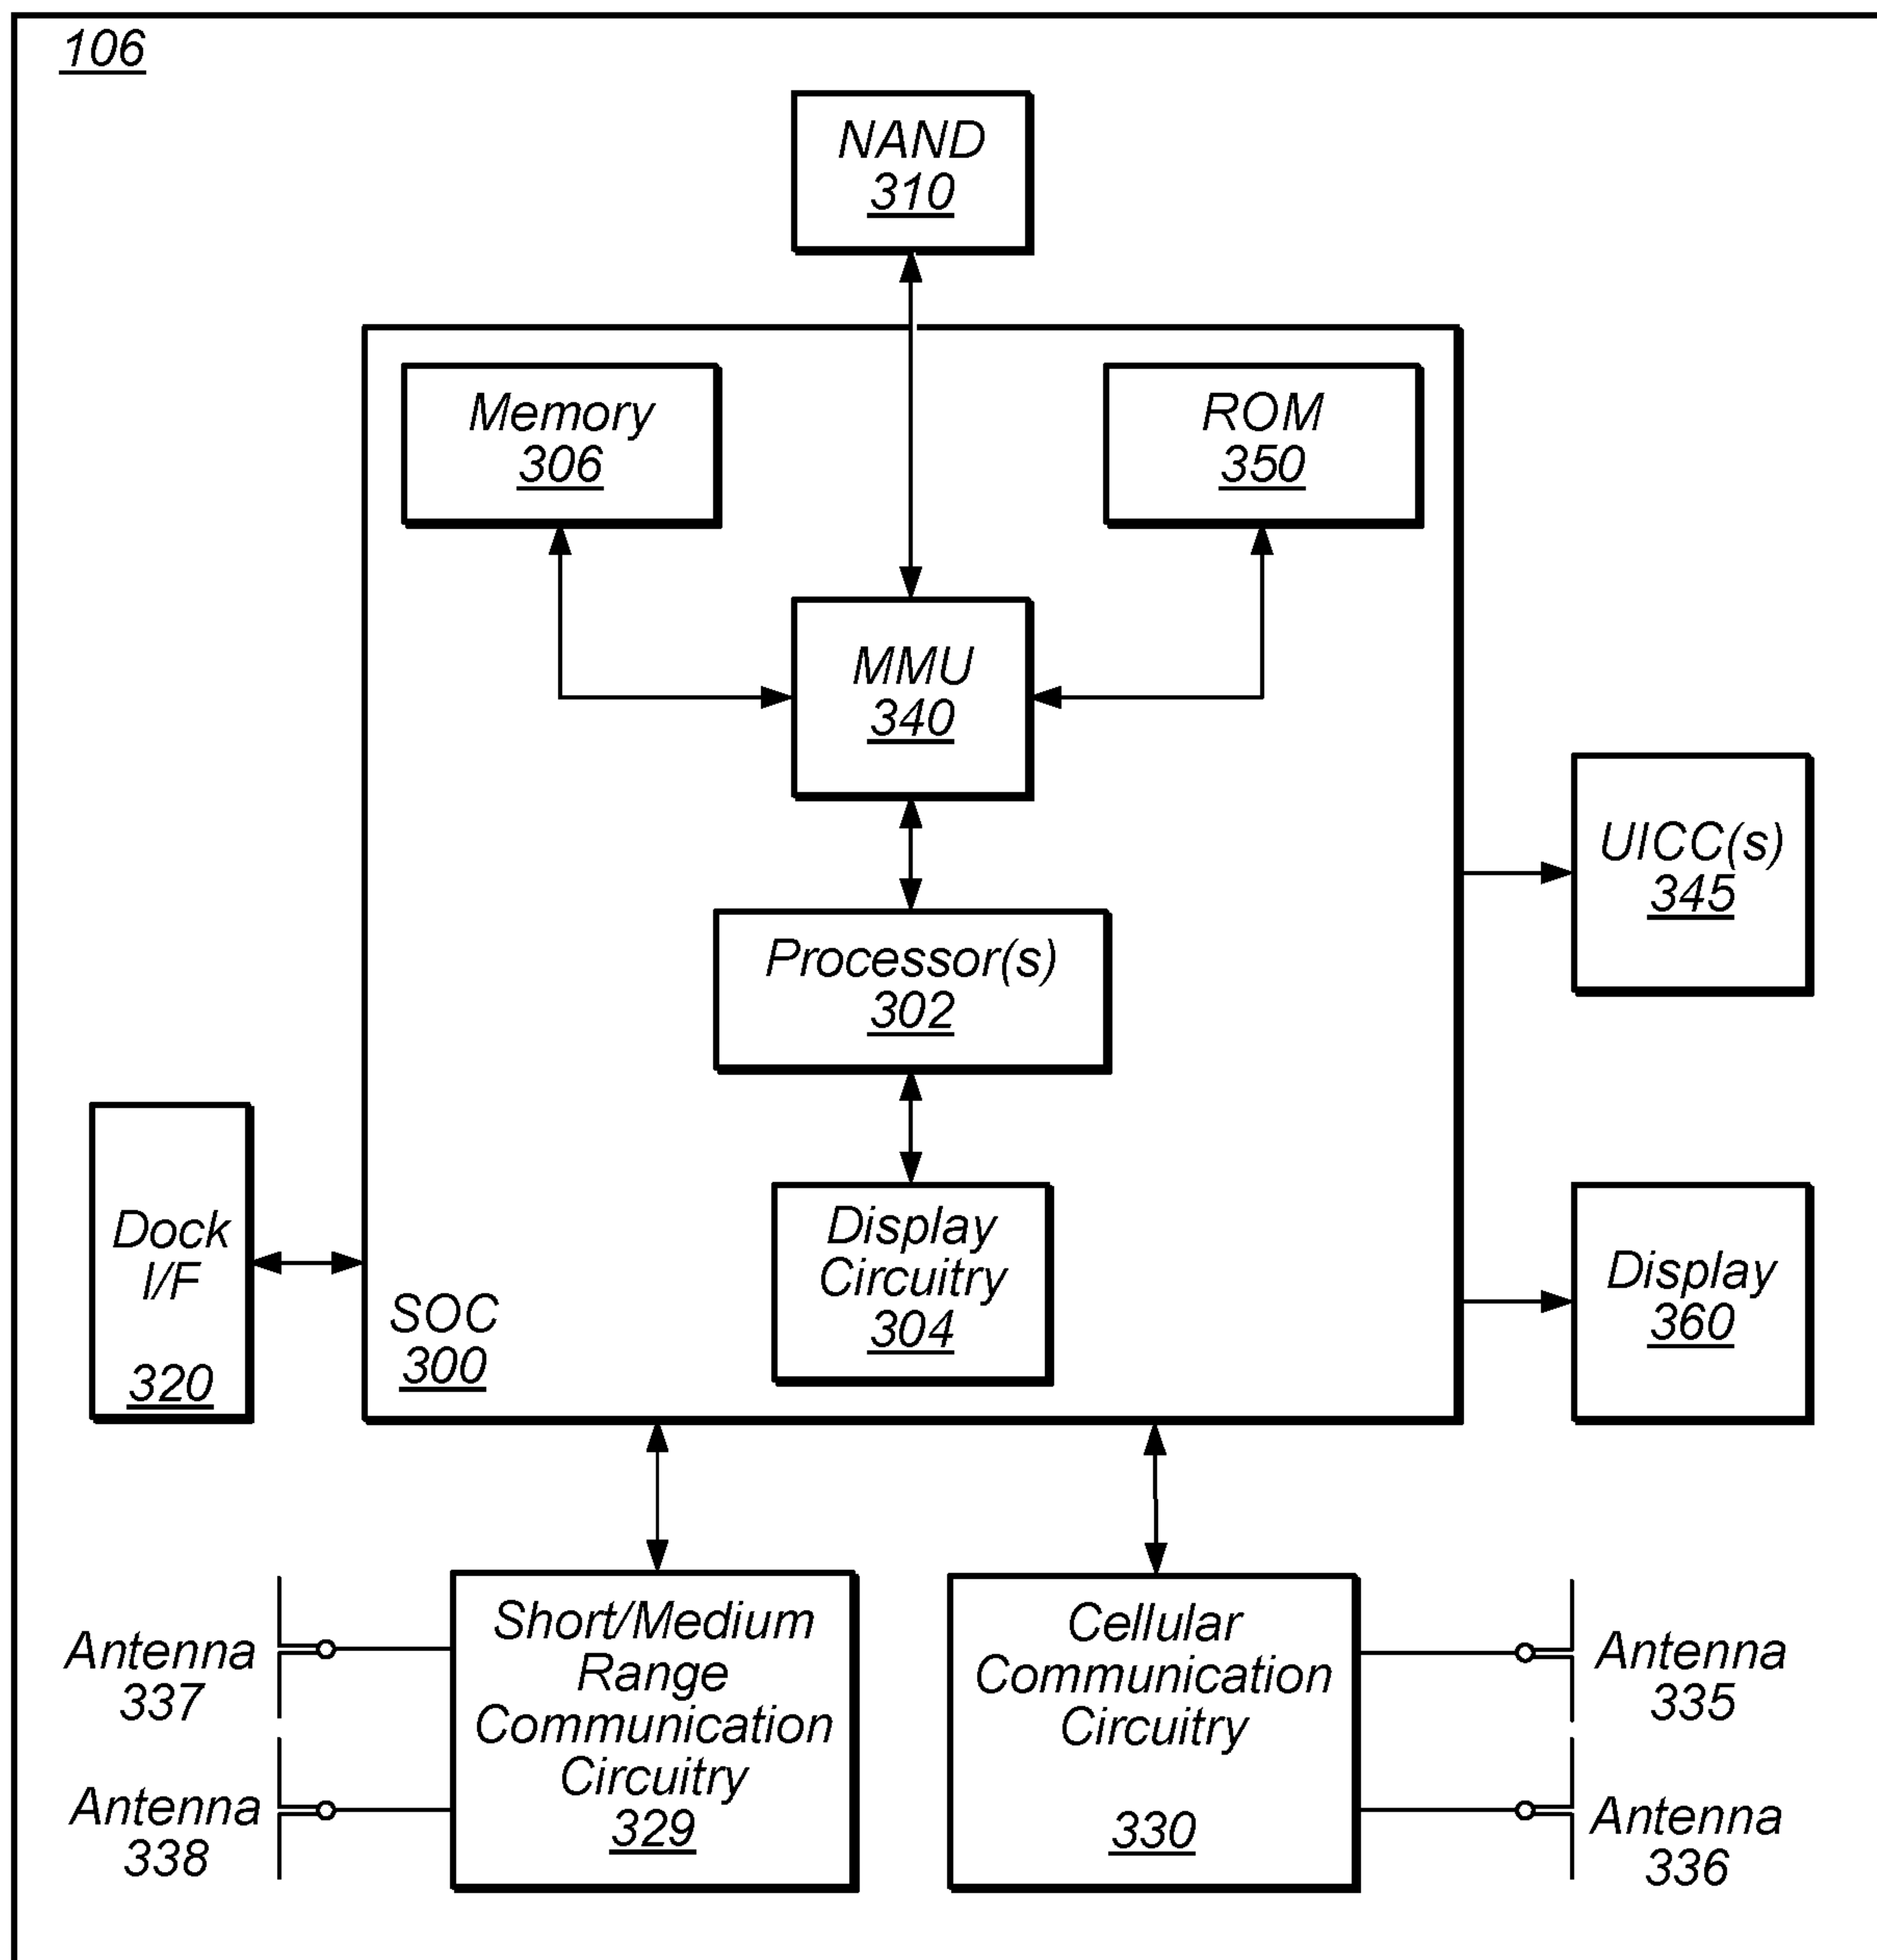 106
NAND
310
Memory
306
ROM
350
MMU
340
UICC(s)
345
Processor(s)
302
Dock
I/F
320
SOC
300
Display
Circuitry
304
Display
360
Antenna
337
Antenna
338
Short/Medium
Range
Communication
Circuitry
329
Cellular
Communication
Circuitry
330
Antenna
335
Antenna
336